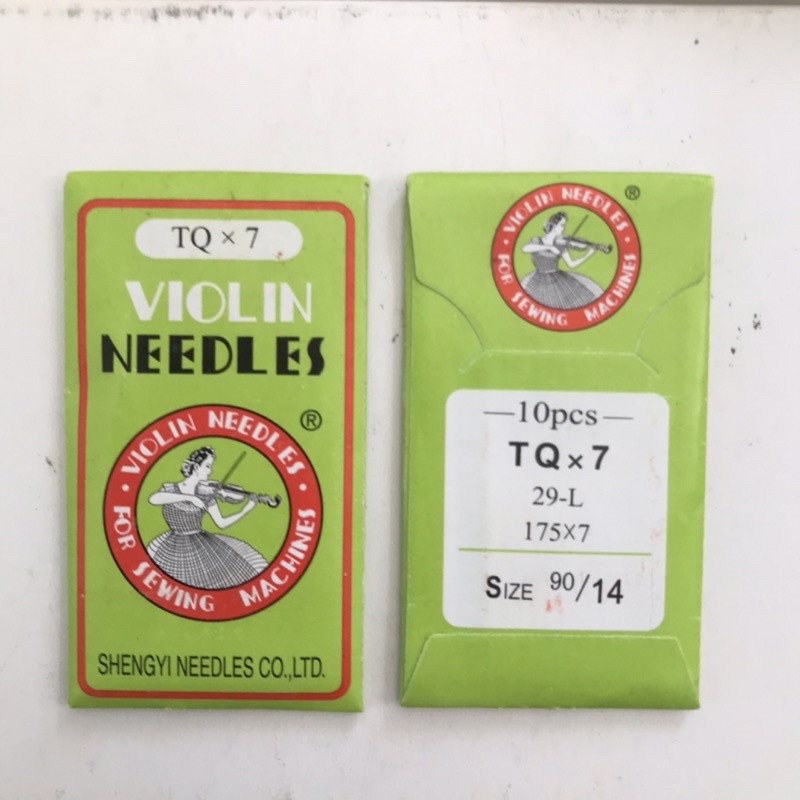 TQ × 7
VIOLIN
NEEDLES
®
• VIOLIN NEEDLES •
FOR SEWING MACHINES
SHENGYI NEEDLES CO.,LTD.
®
• VIOLIN NEEDLES •
FOR SEWING MACHINES
—10pcs—
TQ×7
29-L
175×7
SIZE 90/14